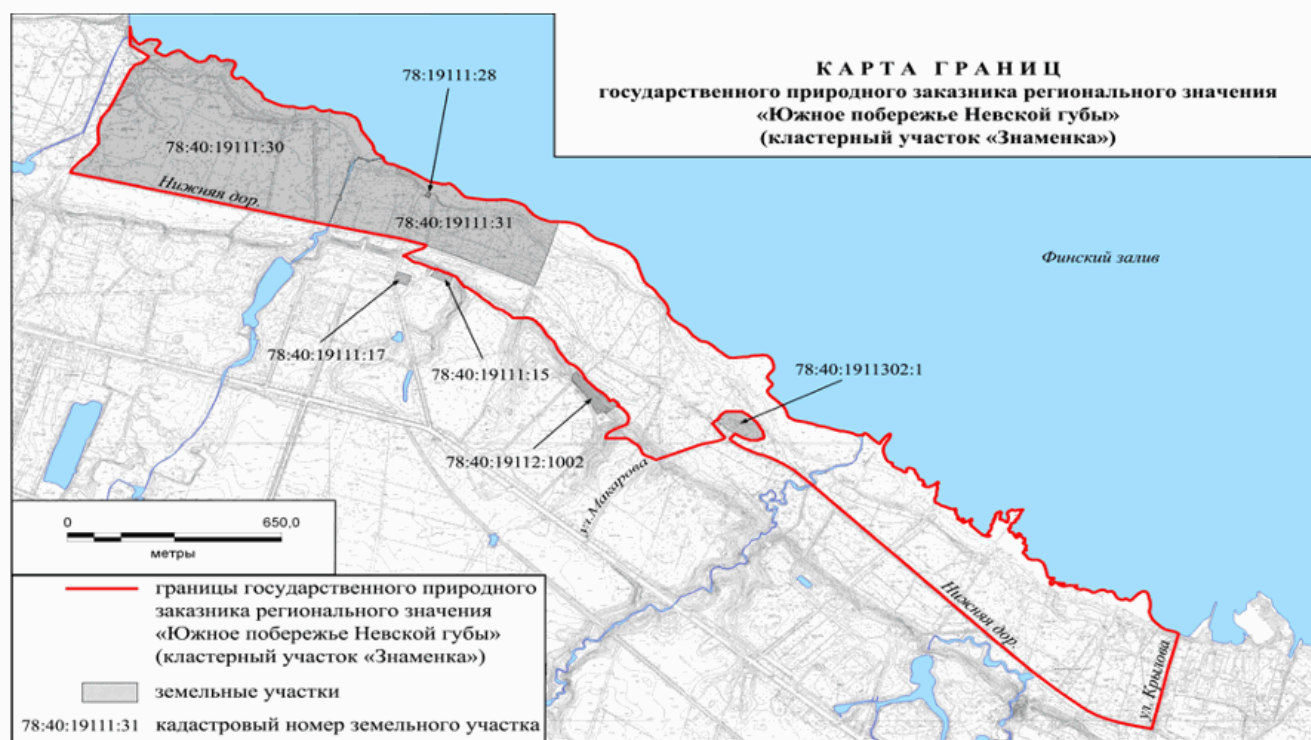 КАРТА ГРАНИЦ
государственного природного заказника регионального значения
«Южное побережье Невской губы»
(кластерный участок «Знаменка»)
78:19111:28
78:40:19111:30
Нижняя дор.
78:40:19111:31
Финский залив
78:40:19111:17
78:40:19111:15
78:40:1911302:1
78:40:19112:1002
ул.Макарова
Нижняя дор.
ул. Крылова
0 650,0
метры
границы государственного природного
заказника регионального значения
«Южное побережье Невской губы»
(кластерный участок «Знаменка»)
земельные участки
78:40:19111:31 кадастровый номер земельного участка